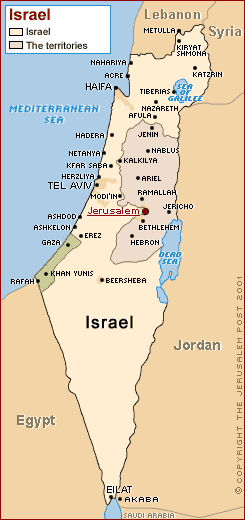 Israel
Israel
The territories
Lebanon
METULLA
Syria
KIRYAT
SHMONA
NAHARIYA
ACRE
KATZRIN
HAIFA
TIBERIAS
SEA
OF
GALILEE
MEDITERRANEAN
SEA
NAZARETH
AFULA
HADERA
JENIN
NETANYA
NABLUS
KFAR SABA
KALKILYA
HERZLIYA
ARIEL
TEL AVIV
MODI'IN
RAMALLAH
Jerusalem
JERICHO
ASHDOD
BETHLEHEM
ASHKELON
EREZ
HEBRON
GAZA
DEAD
SEA
KHAN YUNIS
RAFAH
BEERSHEBA
Israel
Jordan
Egypt
EILAT
AKABA
SAUDI ARABIA
© COPYRIGHT THE JERUSALEM POST 2001